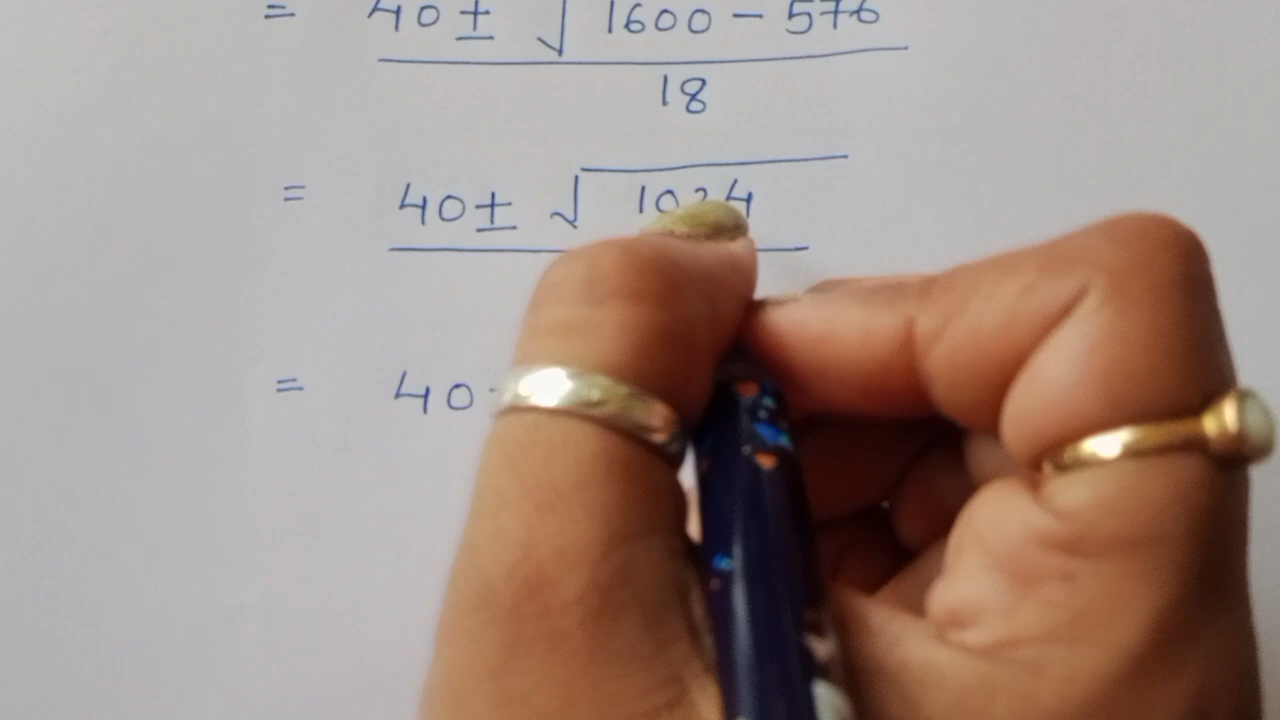 = 40 ± √ 1600 - 576
18
= 40 ± √ 1024
= 40